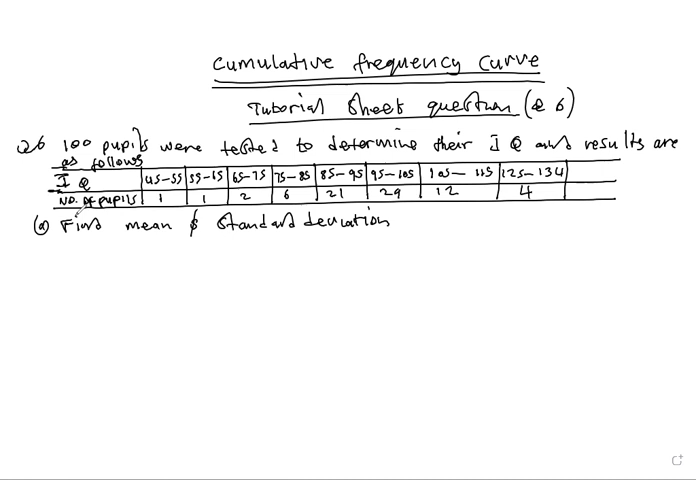 Cumulative frequency Curve
Tutorial Sheet question (Q 6)
Q6 100 pupils were tested to determine their I Q and results are
as follows
I Q 45-55 55-65 65-75 75-85 85-95 95-105 105-115 125-134
No. of pupils 1 1 2 6 21 29 12 4
(a) Find mean & Standard deviation